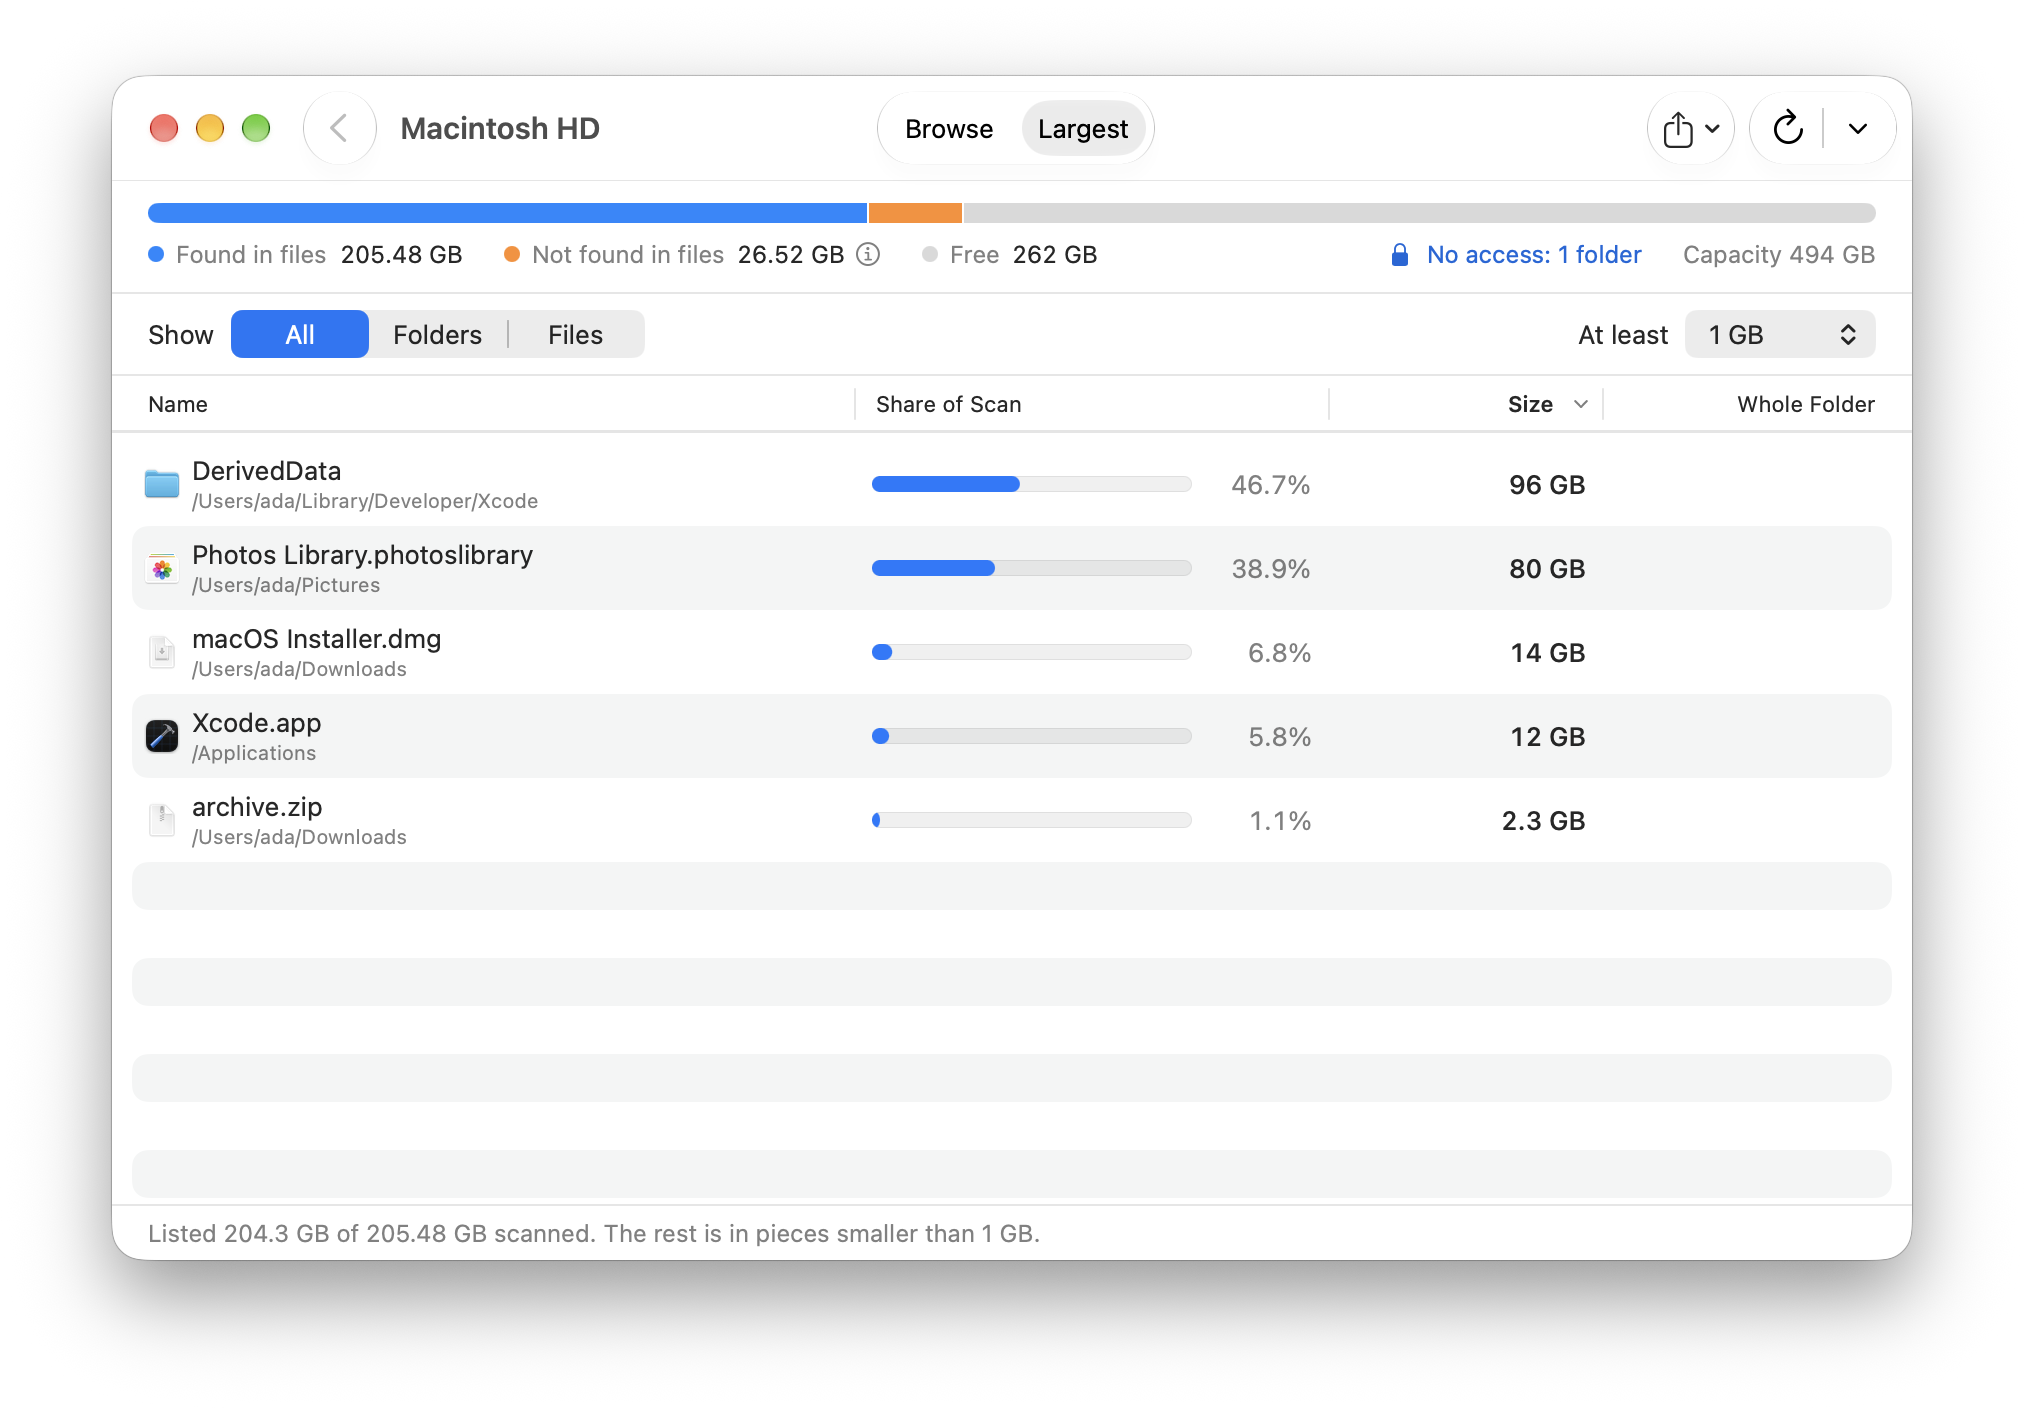 Macintosh HD
Browse Largest
Found in files 205.48 GB Not found in files 26.52 GB Free 262 GB No access: 1 folder Capacity 494 GB
Show All Folders Files At least 1 GB
Name Share of Scan Size Whole Folder
DerivedData
/Users/ada/Library/Developer/Xcode
46.7% 96 GB
Photos Library.photoslibrary
/Users/ada/Pictures
38.9% 80 GB
macOS Installer.dmg
/Users/ada/Downloads
6.8% 14 GB
Xcode.app
/Applications
5.8% 12 GB
archive.zip
/Users/ada/Downloads
1.1% 2.3 GB
Listed 204.3 GB of 205.48 GB scanned. The rest is in pieces smaller than 1 GB.